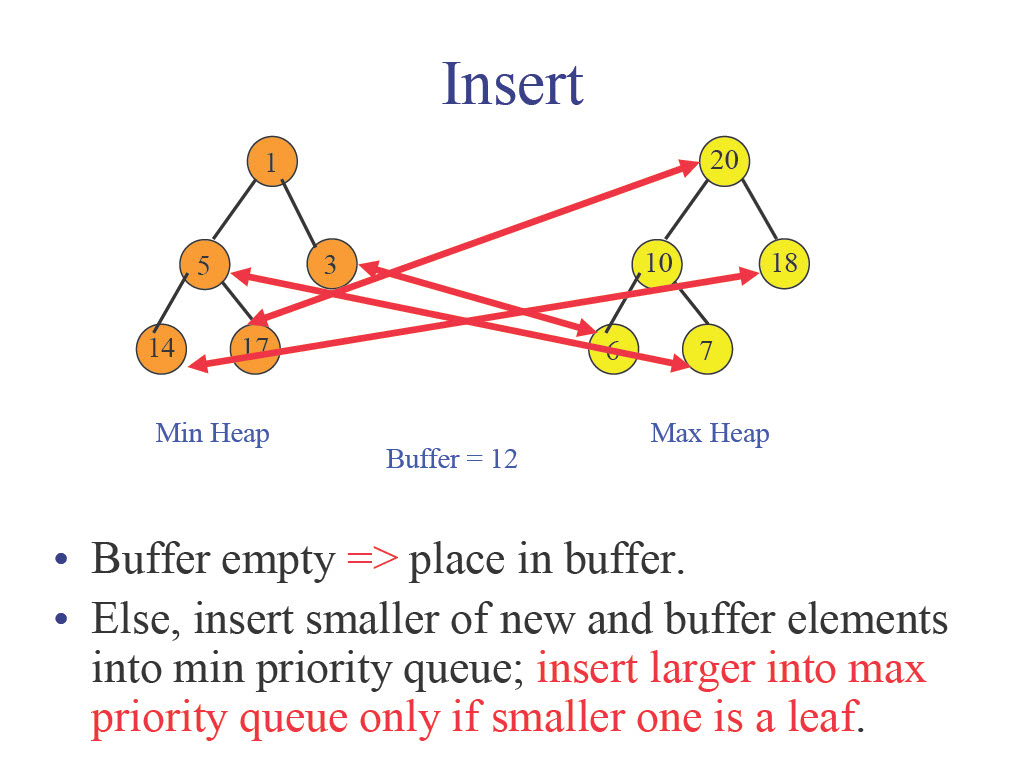 Insert
1
20
5
3
10
18
14
17
6
7
Min Heap
Max Heap
Buffer = 12
• Buffer empty => place in buffer.
• Else, insert smaller of new and buffer elements
into min priority queue; insert larger into max
priority queue only if smaller one is a leaf.